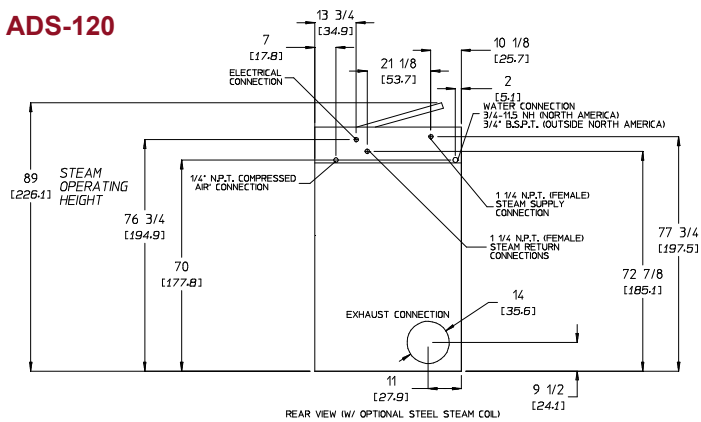 ADS-120
13 3/4
[34.9]
7
[17.8]
10 1/8
[25.7]
21 1/8
[53.7]
2
[5.1]
ELECTRICAL
CONNECTION
WATER CONNECTION
3/4-11.5 NH (NORTH AMERICA)
3/4" B.S.P.T. (OUTSIDE NORTH AMERICA)
89
[226.1]
STEAM
OPERATING
HEIGHT
1/4" N.P.T. COMPRESSED
AIR' CONNECTION
1 1/4 N.P.T. (FEMALE)
STEAM SUPPLY
CONNECTION
76 3/4
[194.9]
77 3/4
[197.5]
1 1/4 N.P.T. (FEMALE)
STEAM RETURN
CONNECTIONS
70
[177.8]
72 7/8
[185.1]
14
[35.6]
EXHAUST CONNECTION
11
[27.9]
9 1/2
[24.1]
REAR VIEW (W/ OPTIONAL STEEL STEAM COIL)